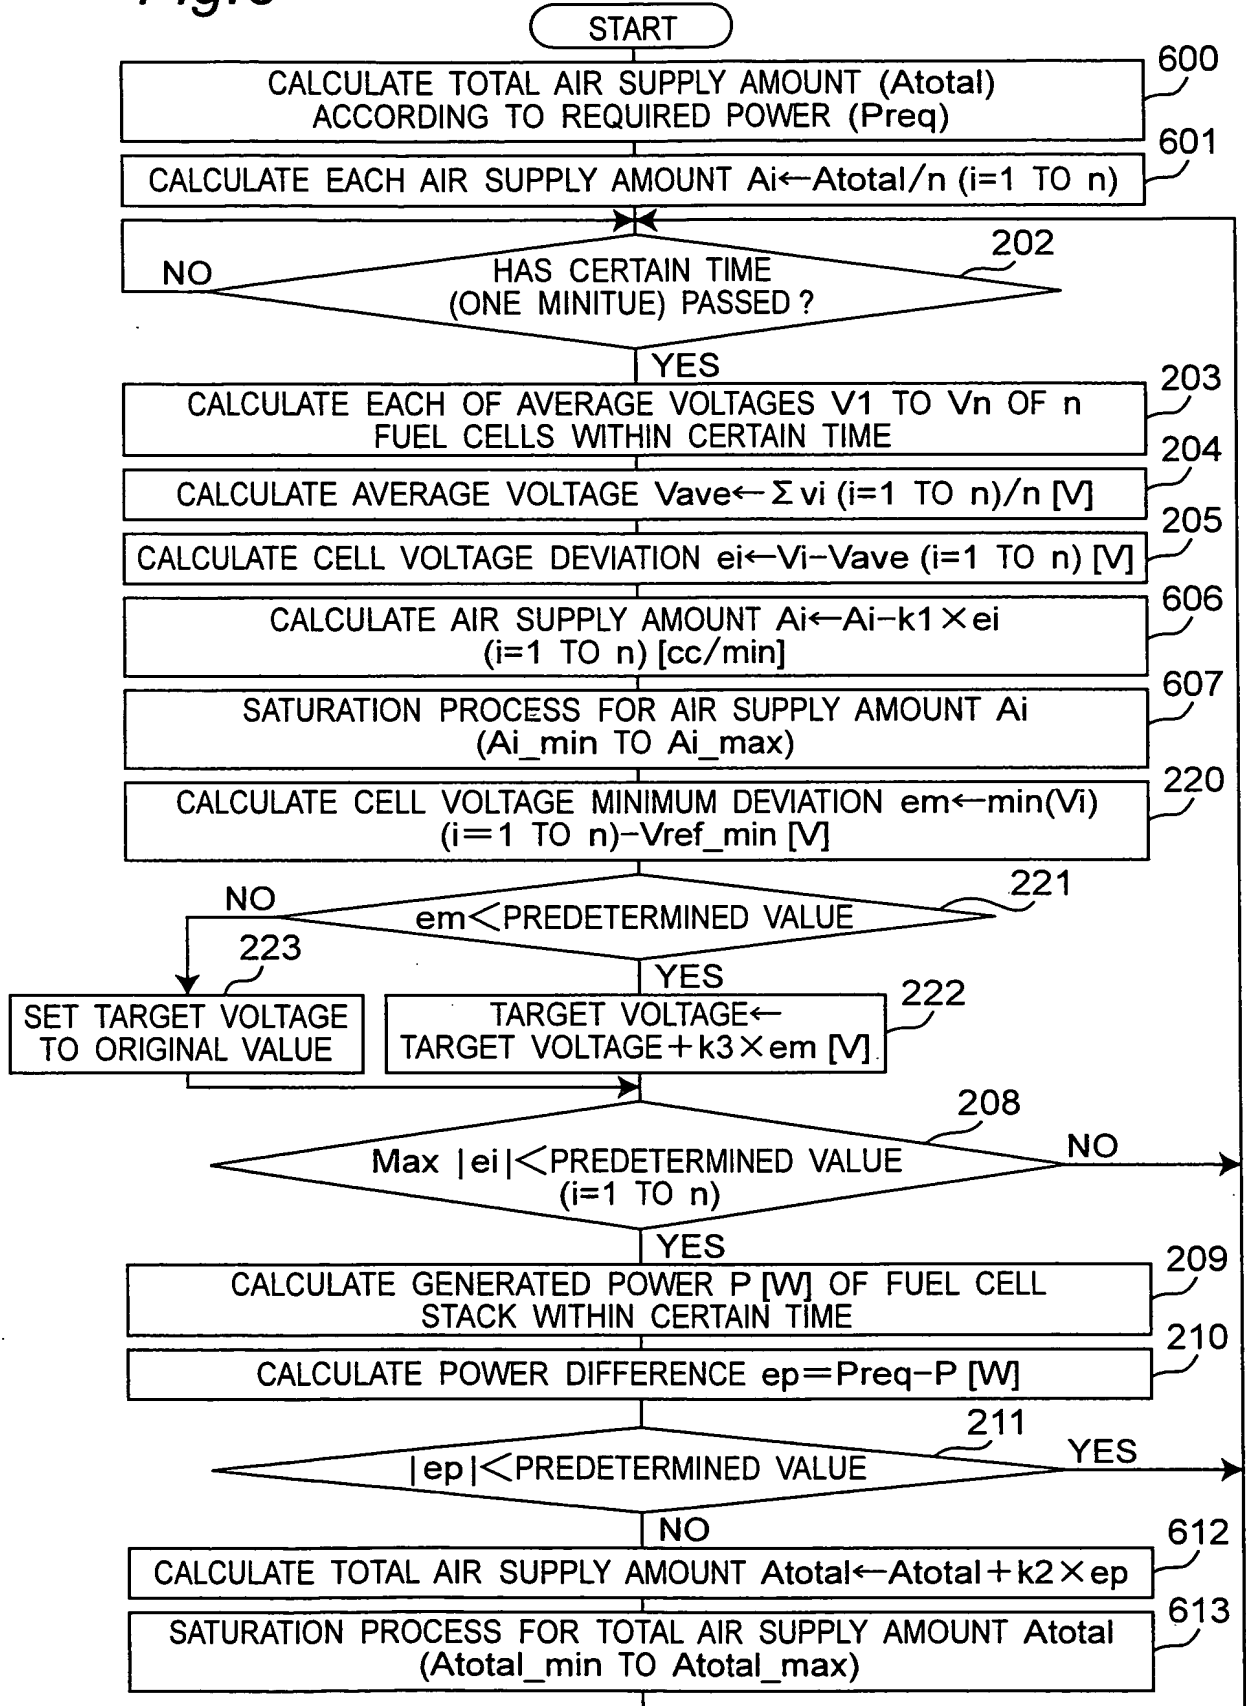 START
600
CALCULATE TOTAL AIR SUPPLY AMOUNT (Atotal)
ACCORDING TO REQUIRED POWER (Preq)
601
CALCULATE EACH AIR SUPPLY AMOUNT Ai←Atotal/n (i=1 TO n)
202
NO
HAS CERTAIN TIME
(ONE MINITUE) PASSED ?
YES
203
CALCULATE EACH OF AVERAGE VOLTAGES V1 TO Vn OF n
FUEL CELLS WITHIN CERTAIN TIME
204
CALCULATE AVERAGE VOLTAGE Vave←Σvi (i=1 TO n)/n [V]
205
CALCULATE CELL VOLTAGE DEVIATION ei←Vi−Vave (i=1 TO n) [V]
606
CALCULATE AIR SUPPLY AMOUNT Ai←Ai−k1×ei
(i=1 TO n) [cc/min]
607
SATURATION PROCESS FOR AIR SUPPLY AMOUNT Ai
(Ai_min TO Ai_max)
220
CALCULATE CELL VOLTAGE MINIMUM DEVIATION em←min(Vi)
(i=1 TO n)−Vref_min [V]
221
NO
em<PREDETERMINED VALUE
YES
223
SET TARGET VOLTAGE
TO ORIGINAL VALUE
222
TARGET VOLTAGE←
TARGET VOLTAGE+k3×em [V]
208
NO
Max |ei|<PREDETERMINED VALUE
(i=1 TO n)
YES
209
CALCULATE GENERATED POWER P [W] OF FUEL CELL
STACK WITHIN CERTAIN TIME
210
CALCULATE POWER DIFFERENCE ep=Preq−P [W]
211
YES
|ep|<PREDETERMINED VALUE
NO
612
CALCULATE TOTAL AIR SUPPLY AMOUNT Atotal←Atotal+k2×ep
613
SATURATION PROCESS FOR TOTAL AIR SUPPLY AMOUNT Atotal
(Atotal_min TO Atotal_max)